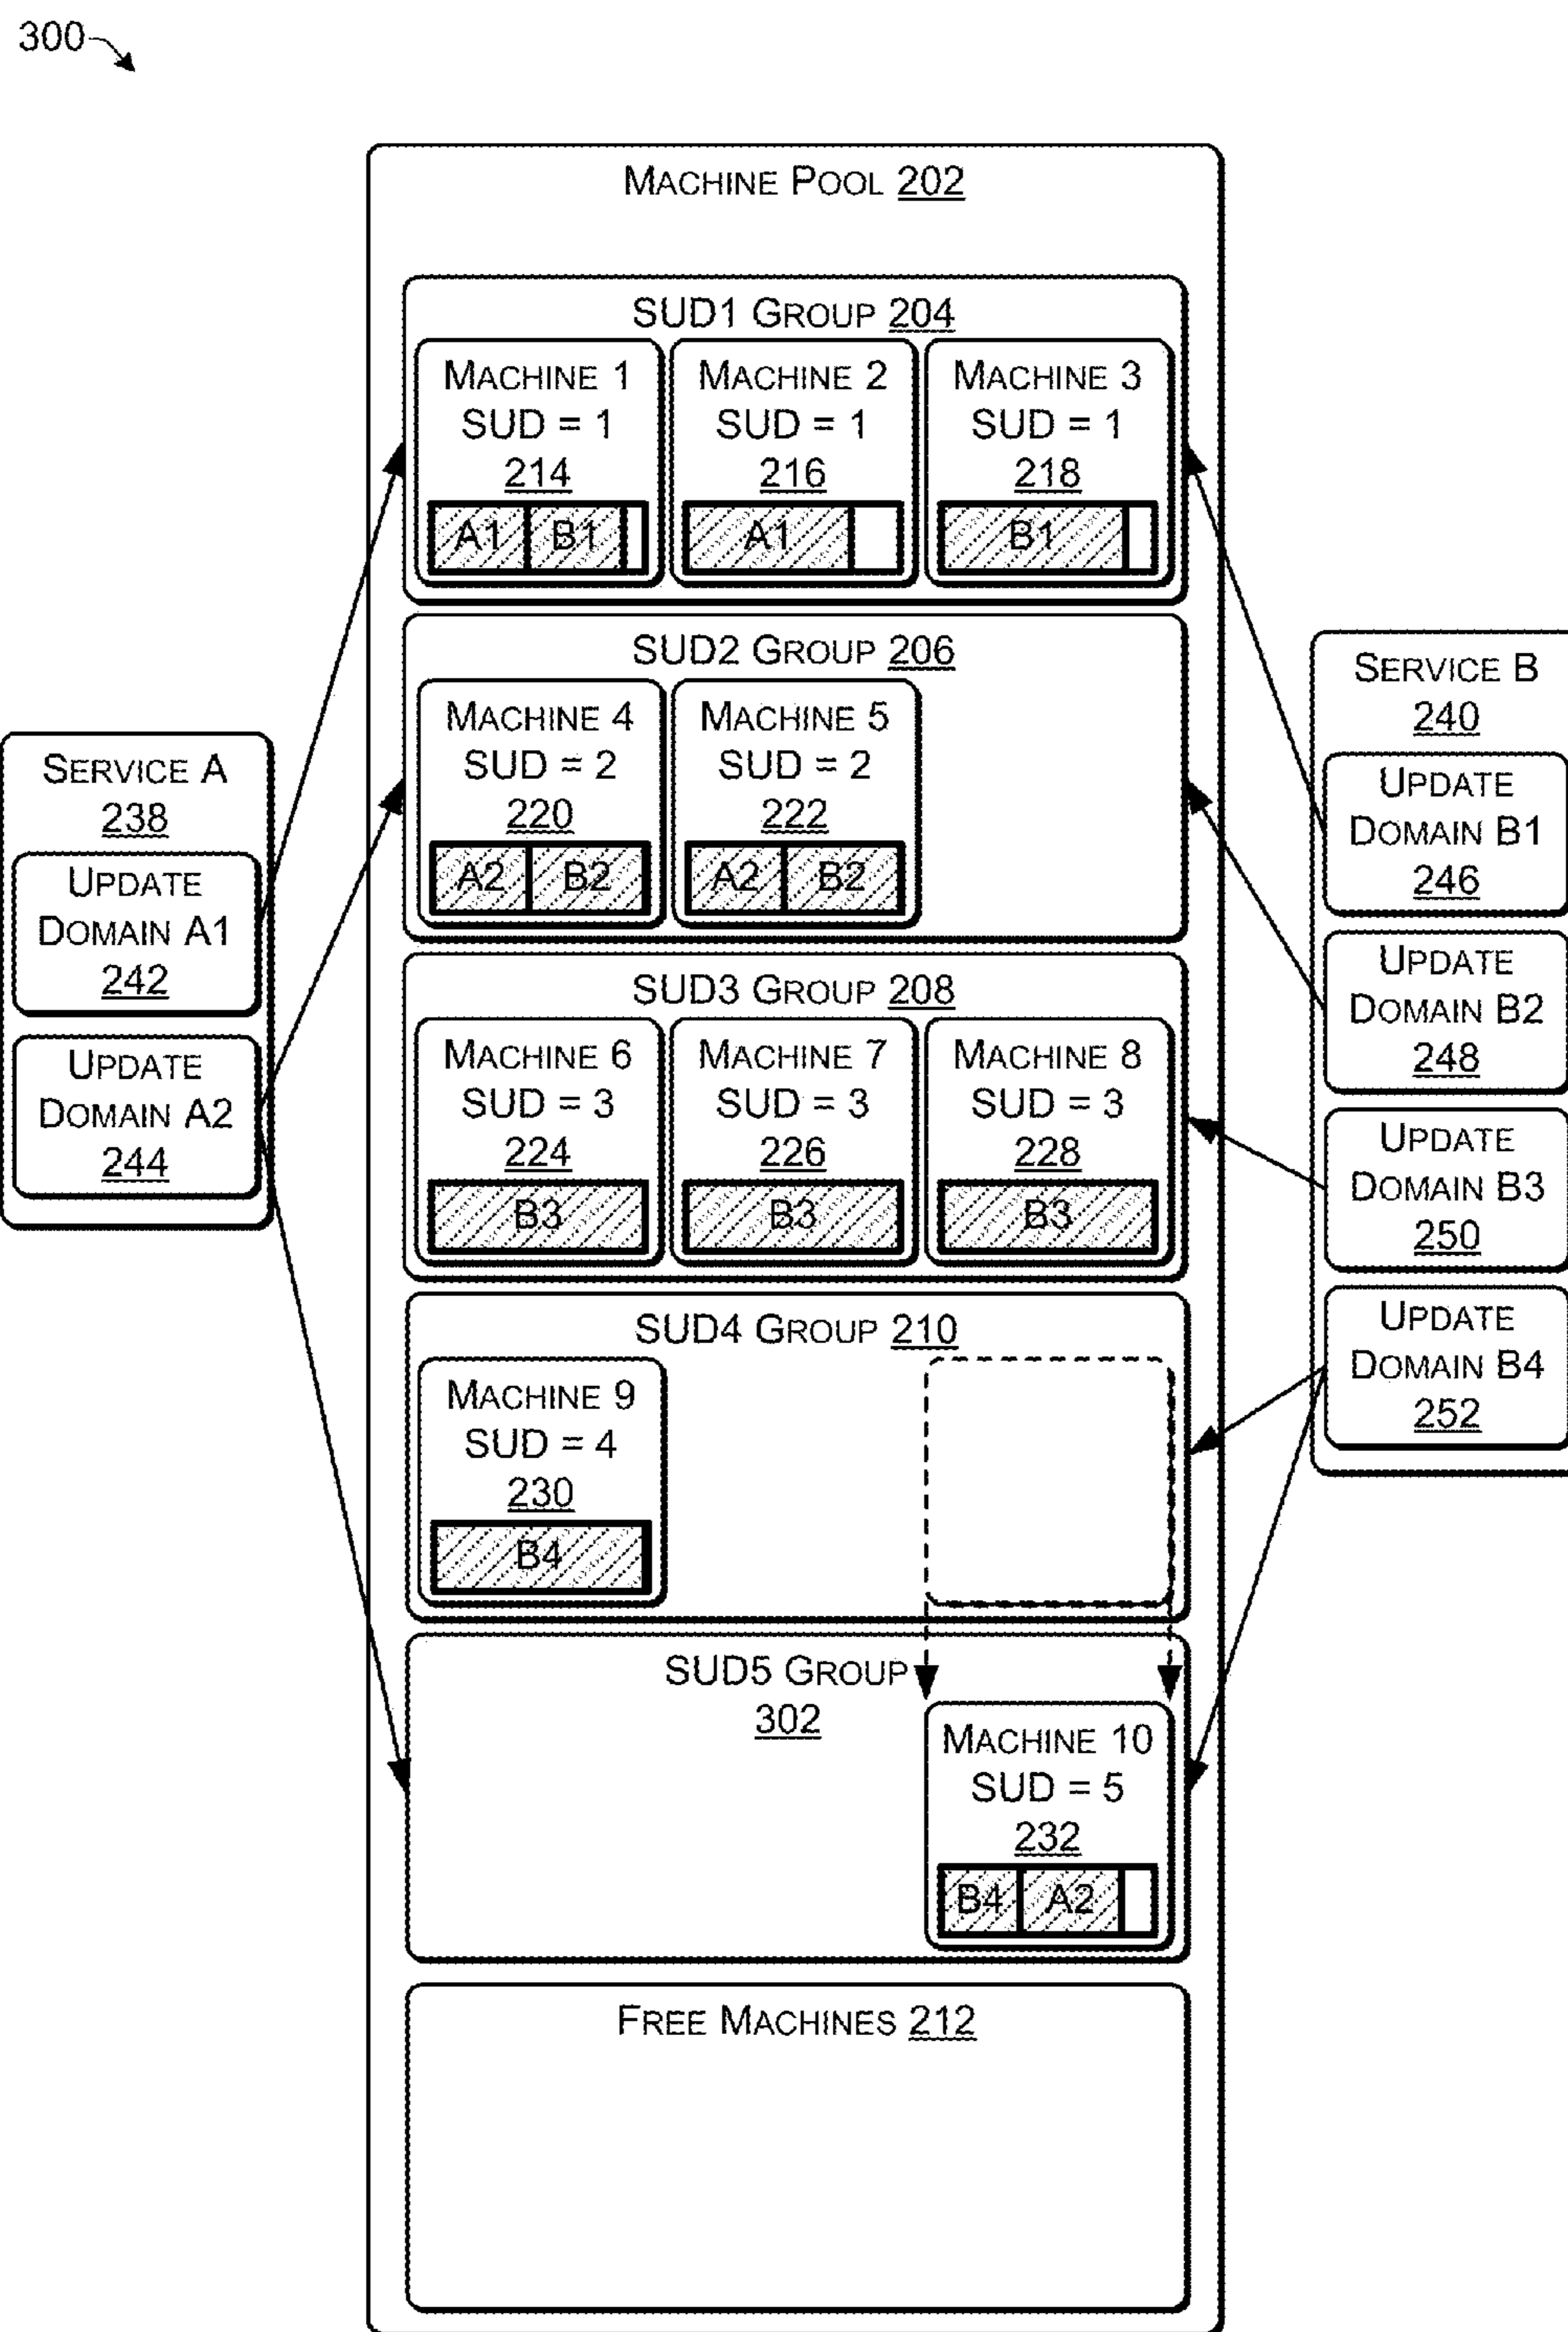 300
MACHINE POOL 202
SUD1 GROUP 204
MACHINE 1
SUD = 1
214
A1 B1
MACHINE 2
SUD = 1
216
A1
MACHINE 3
SUD = 1
218
B1
SUD2 GROUP 206
MACHINE 4
SUD = 2
220
A2 B2
MACHINE 5
SUD = 2
222
A2 B2
SUD3 GROUP 208
MACHINE 6
SUD = 3
224
B3
MACHINE 7
SUD = 3
226
B3
MACHINE 8
SUD = 3
228
B3
SUD4 GROUP 210
MACHINE 9
SUD = 4
230
B4
SUD5 GROUP
302
MACHINE 10
SUD = 5
232
B4 A2
FREE MACHINES 212
SERVICE A
238
UPDATE
DOMAIN A1
242
UPDATE
DOMAIN A2
244
SERVICE B
240
UPDATE
DOMAIN B1
246
UPDATE
DOMAIN B2
248
UPDATE
DOMAIN B3
250
UPDATE
DOMAIN B4
252